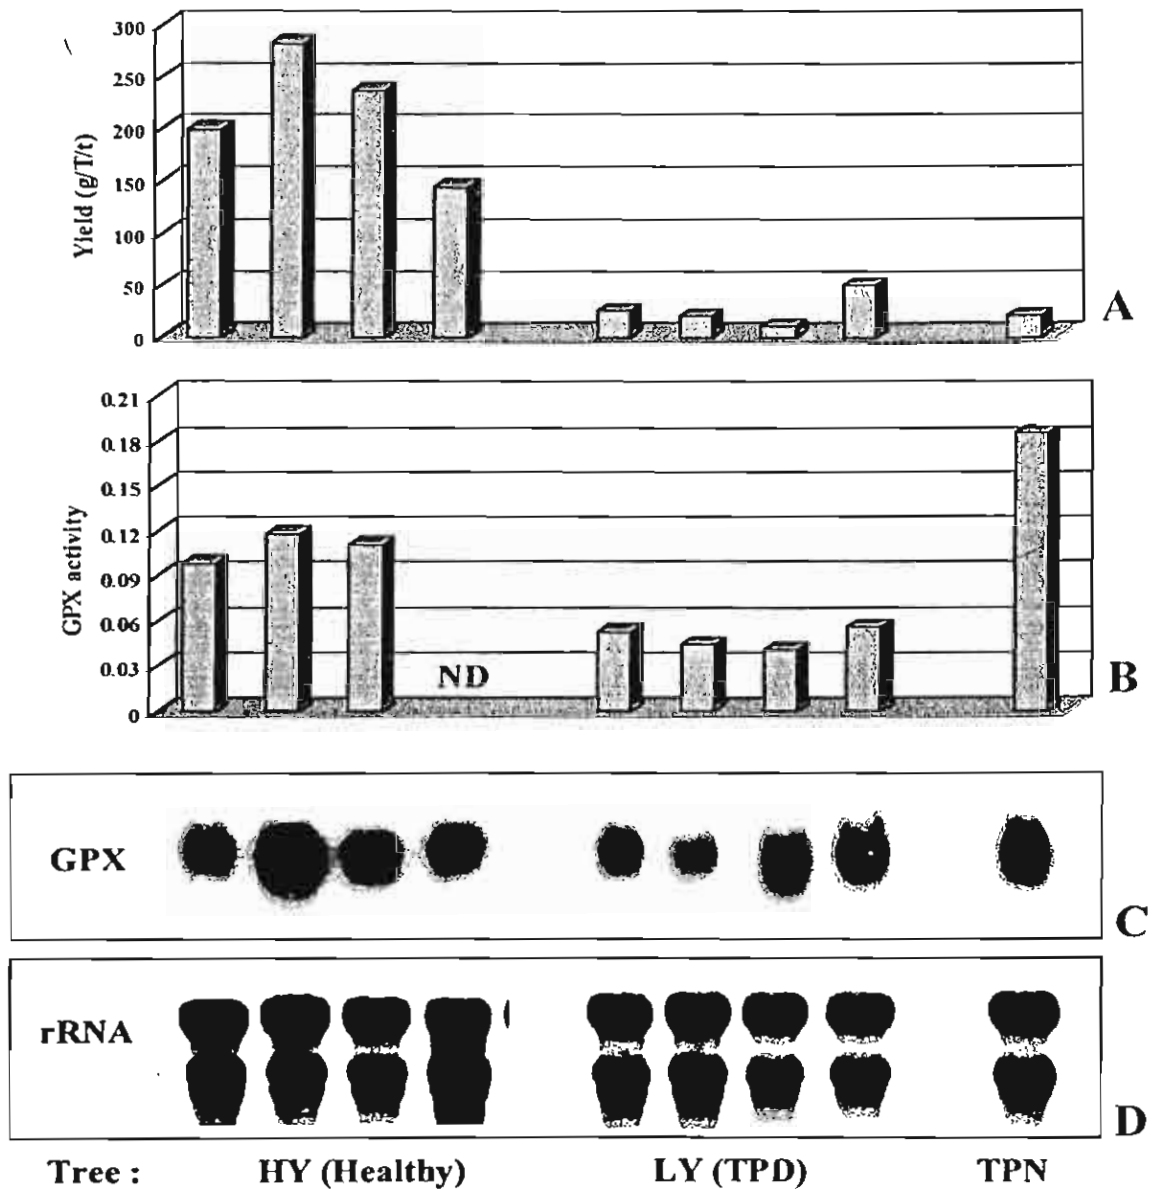 300
250
200
150
100
50
0
Yield (g/T/t)
A
0.21
0.18
0.15
0.12
0.09
0.06
0.03
0
GPX activity
ND
B
GPX
C
rRNA
D
Tree : HY (Healthy) LY (TPD) TPN